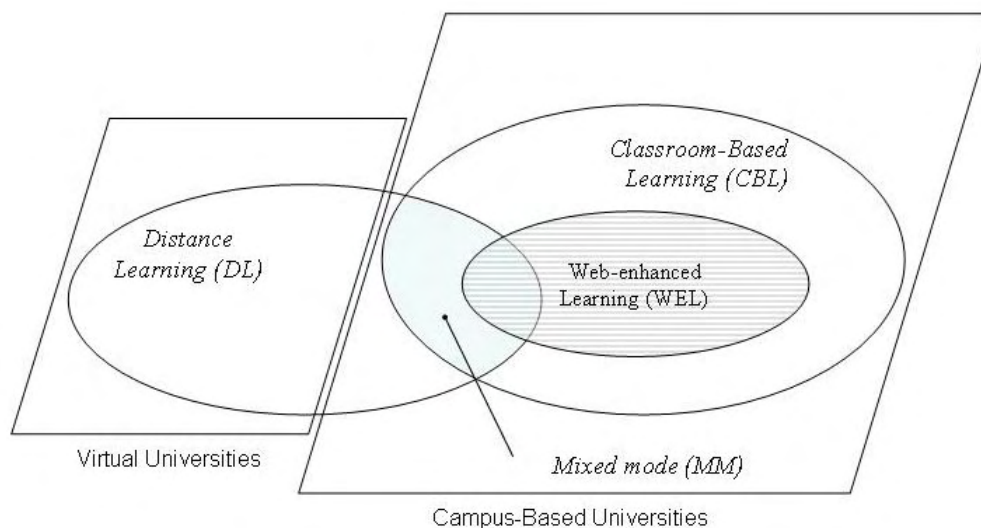 Classroom-Based
Learning (CBL)
Distance
Learning (DL)
Web-enhanced
Learning (WEL)
Virtual Universities
Mixed mode (MM)
Campus-Based Universities